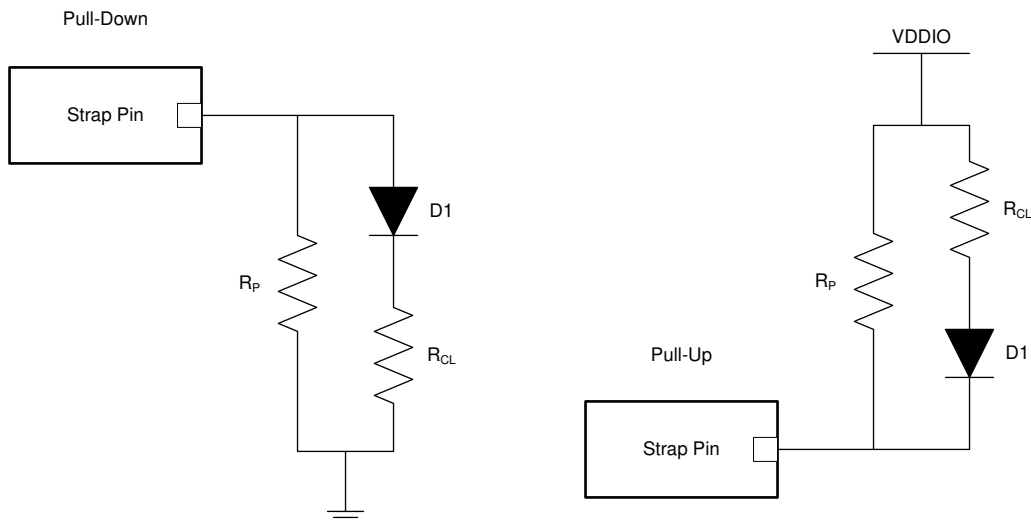 Pull-Down
Strap Pin
D1
RP
RCL
VDDIO
RCL
RP
D1
Pull-Up
Strap Pin